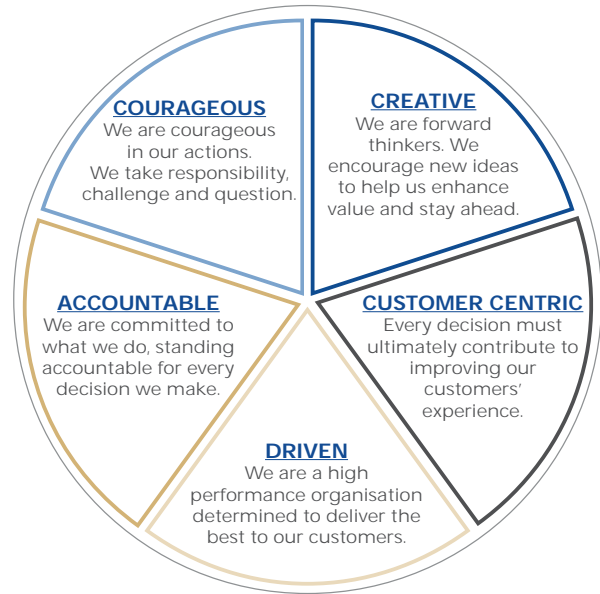 COURAGEOUS
We are courageous
in our actions.
We take responsibility,
challenge and question.
CREATIVE
We are forward
thinkers. We
encourage new ideas
to help us enhance
value and stay ahead.
ACCOUNTABLE
We are committed to
what we do, standing
accountable for every
decision we make.
CUSTOMER CENTRIC
Every decision must
ultimately contribute to
improving our
customers’
experience.
DRIVEN
We are a high
performance organisation
determined to deliver the
best to our customers.